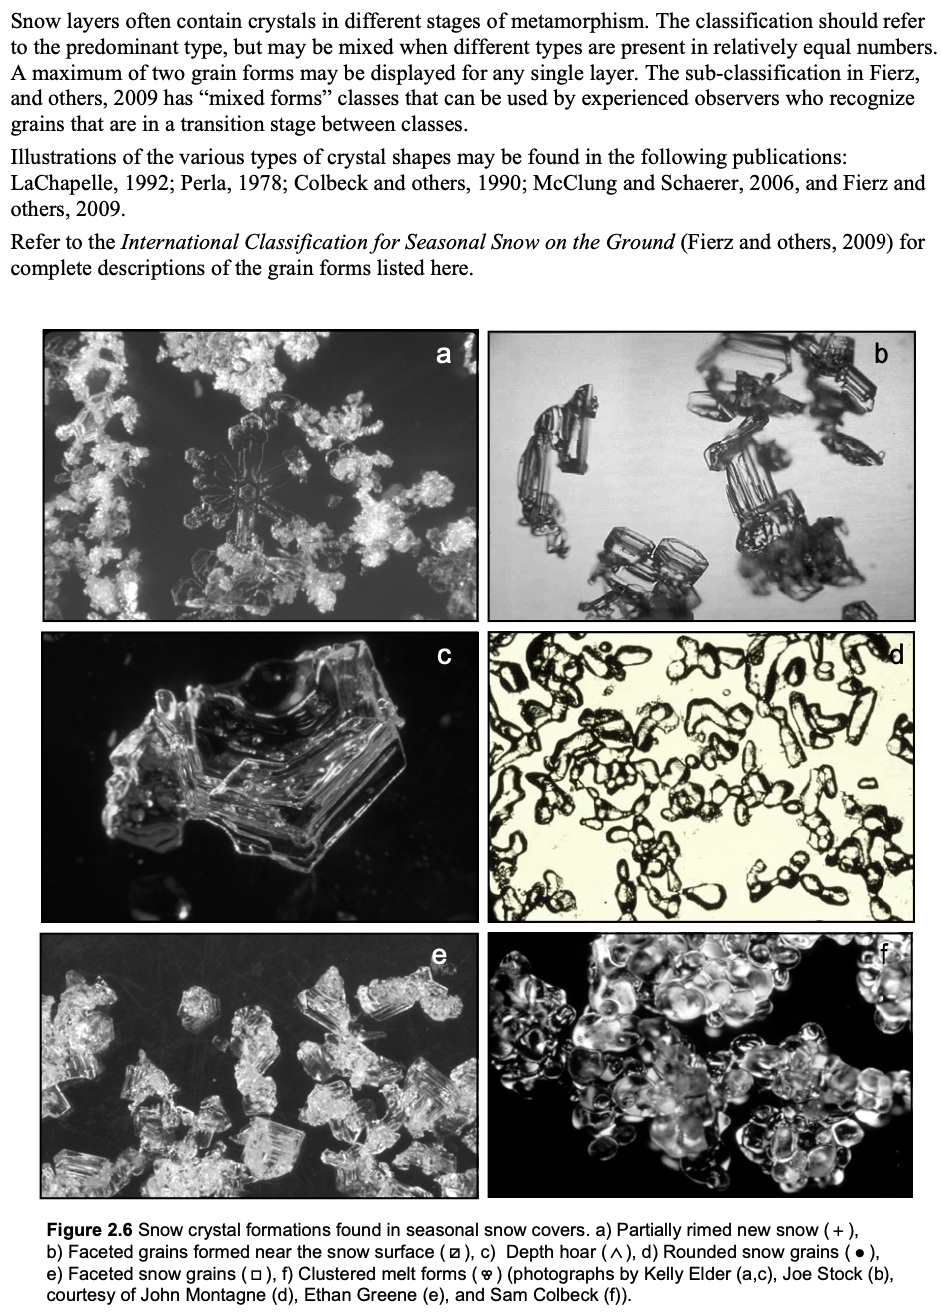 Snow layers often contain crystals in different stages of metamorphism. The classification should refer
to the predominant type, but may be mixed when different types are present in relatively equal numbers.
A maximum of two grain forms may be displayed for any single layer. The sub-classification in Fierz,
and others, 2009 has “mixed forms” classes that can be used by experienced observers who recognize
grains that are in a transition stage between classes.
Illustrations of the various types of crystal shapes may be found in the following publications:
LaChapelle, 1992; Perla, 1978; Colbeck and others, 1990; McClung and Schaerer, 2006, and Fierz and
others, 2009.
Refer to the International Classification for Seasonal Snow on the Ground (Fierz and others, 2009) for
complete descriptions of the grain forms listed here.
a
b
c
d
e
f
Figure 2.6 Snow crystal formations found in seasonal snow covers. a) Partially rimed new snow ( + ),
b) Faceted grains formed near the snow surface ( ⧄ ), c) Depth hoar ( ∧ ), d) Rounded snow grains ( ● ),
e) Faceted snow grains ( □ ), f) Clustered melt forms ( ) (photographs by Kelly Elder (a,c), Joe Stock (b),
courtesy of John Montagne (d), Ethan Greene (e), and Sam Colbeck (f)).